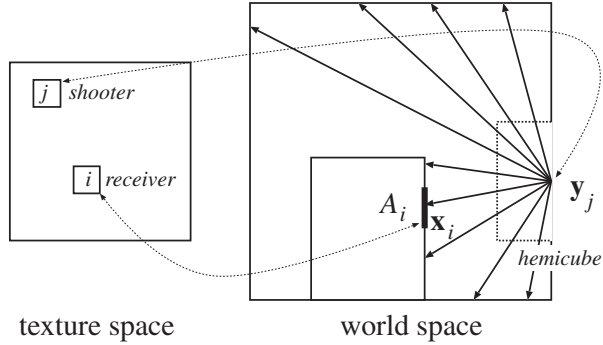 j shooter
i receiver
A_i
x_i
y_j
hemicube
texture space
world space